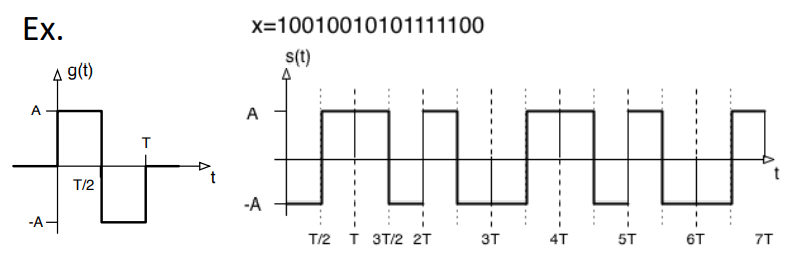 Ex.
x=10010010101111100
g(t)
A
T
T/2
t
-A
s(t)
A
-A
t
T/2 T 3T/2 2T 3T 4T 5T 6T 7T